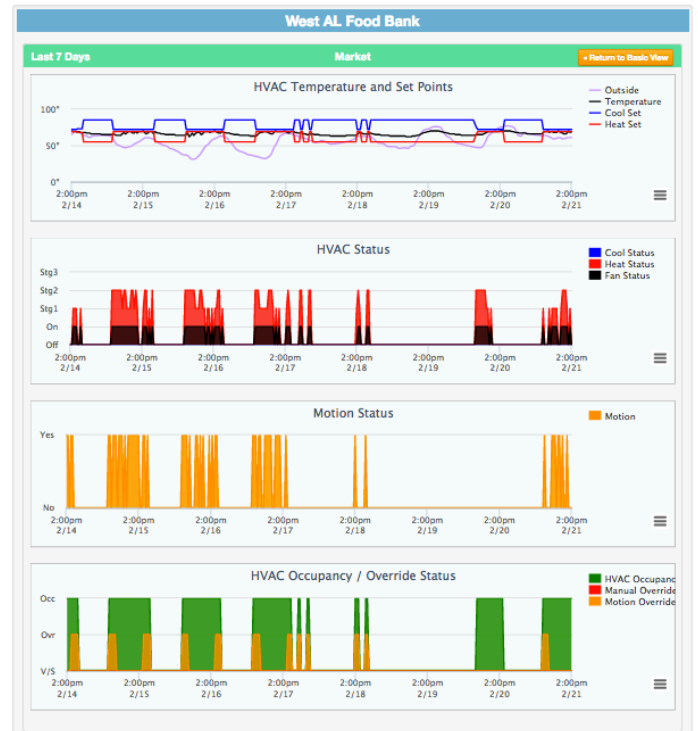 West AL Food Bank
Last 7 Days Market ◂ Return to Basic View
HVAC Temperature and Set Points
100°
50°
0°
Outside
Temperature
Cool Set
Heat Set
2:00pm 2:00pm 2:00pm 2:00pm 2:00pm 2:00pm 2:00pm 2:00pm
2/14 2/15 2/16 2/17 2/18 2/19 2/20 2/21
HVAC Status
Stg3
Stg2
Stg1
On
Off
Cool Status
Heat Status
Fan Status
2:00pm 2:00pm 2:00pm 2:00pm 2:00pm 2:00pm 2:00pm 2:00pm
2/14 2/15 2/16 2/17 2/18 2/19 2/20 2/21
Motion Status
Yes
No
Motion
2:00pm 2:00pm 2:00pm 2:00pm 2:00pm 2:00pm 2:00pm 2:00pm
2/14 2/15 2/16 2/17 2/18 2/19 2/20 2/21
HVAC Occupancy / Override Status
Occ
Ovr
V/S
HVAC Occupanc
Manual Override
Motion Override
2:00pm 2:00pm 2:00pm 2:00pm 2:00pm 2:00pm 2:00pm 2:00pm
2/14 2/15 2/16 2/17 2/18 2/19 2/20 2/21